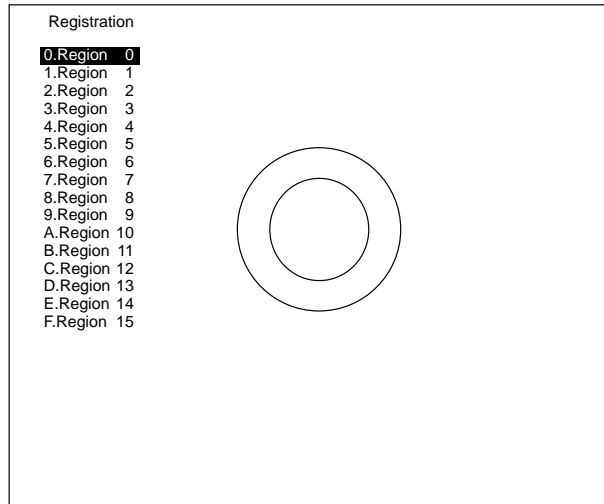 Registration
0.Region 0
1.Region 1
2.Region 2
3.Region 3
4.Region 4
5.Region 5
6.Region 6
7.Region 7
8.Region 8
9.Region 9
A.Region 10
B.Region 11
C.Region 12
D.Region 13
E.Region 14
F.Region 15